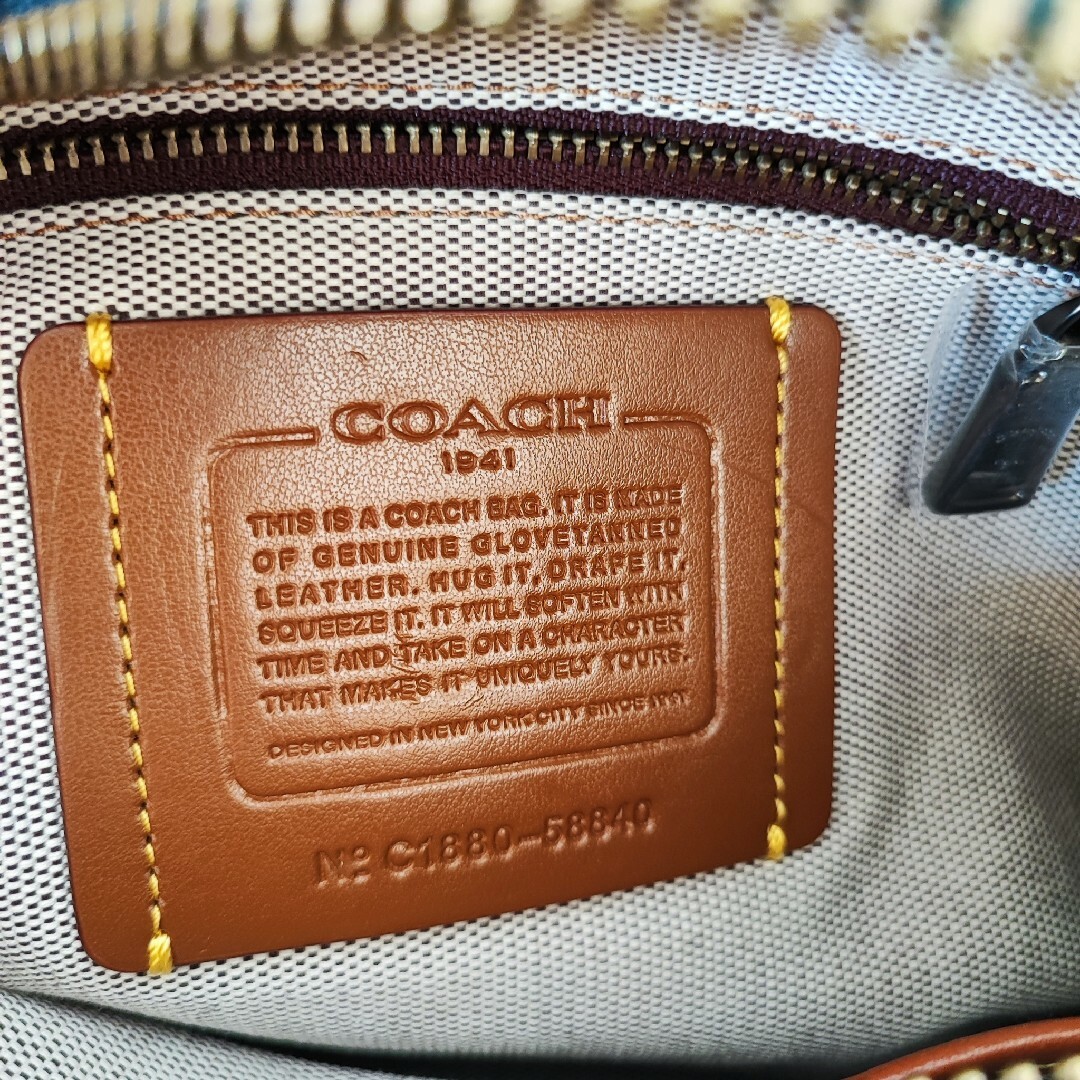 COACH
1941
THIS IS A COACH BAG. IT IS MADE
OF GENUINE GLOVETANNED
LEATHER. HUG IT, DRAPE IT,
SQUEEZE IT. IT WILL SOFTEN WITH
TIME AND TAKE ON A CHARACTER
THAT MAKES IT UNIQUELY YOURS.
DESIGNED IN NEW YORK CITY SINCE 1941
Nº C1880-58840